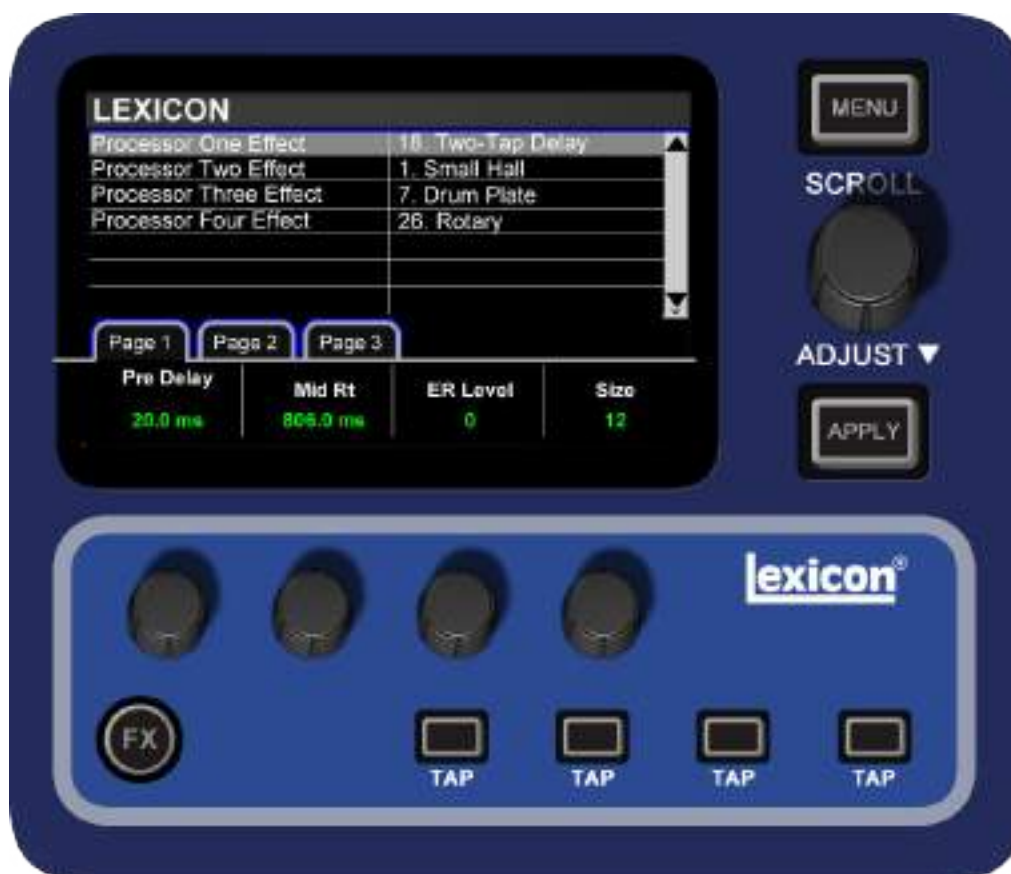 MENU
LEXICON
Processor One Effect 18. Two-Tap Delay
Processor Two Effect 1. Small Hall
Processor Three Effect 7. Drum Plate
Processor Four Effect 26. Rotary
SCROLL
Page 1 Page 2 Page 3
ADJUST ▼
Pre Delay Mid Rt ER Level Size
20.0 ms 806.0 ms 0 12
APPLY
lexicon®
FX
TAP TAP TAP TAP